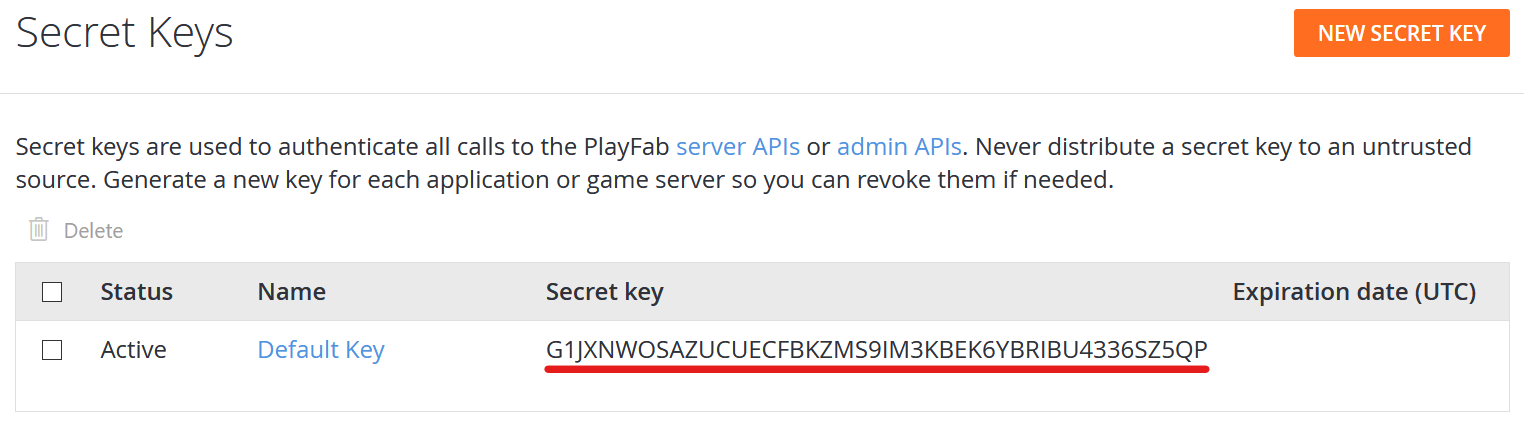 Secret Keys
NEW SECRET KEY
Secret keys are used to authenticate all calls to the PlayFab server APIs or admin APIs. Never distribute a secret key to an untrusted
source. Generate a new key for each application or game server so you can revoke them if needed.
Delete
Status Name Secret key Expiration date (UTC)
Active Default Key G1JXNWOSAZUCUECFBKZMS9IM3KBEK6YBRIBU4336SZ5QP